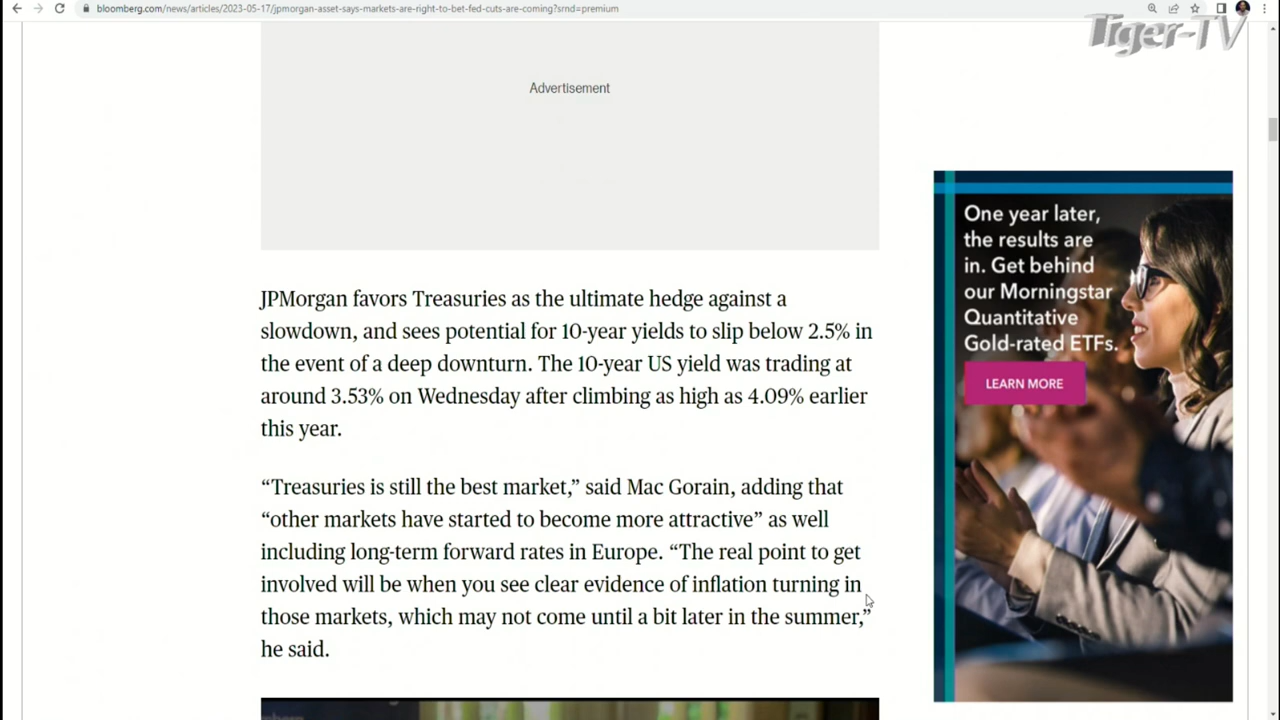 bloomberg.com/news/articles/2023-05-17/jpmorgan-asset-says-markets-are-right-to-bet-fed-cuts-are-coming?srnd=premium
Tiger-TV
Advertisement
JPMorgan favors Treasuries as the ultimate hedge against a
slowdown, and sees potential for 10-year yields to slip below 2.5% in
the event of a deep downturn. The 10-year US yield was trading at
around 3.53% on Wednesday after climbing as high as 4.09% earlier
this year.
“Treasuries is still the best market,” said Mac Gorain, adding that
“other markets have started to become more attractive” as well
including long-term forward rates in Europe. “The real point to get
involved will be when you see clear evidence of inflation turning in
those markets, which may not come until a bit later in the summer,”
he said.
One year later,
the results are
in. Get behind
our Morningstar
Quantitative
Gold-rated ETFs.
LEARN MORE